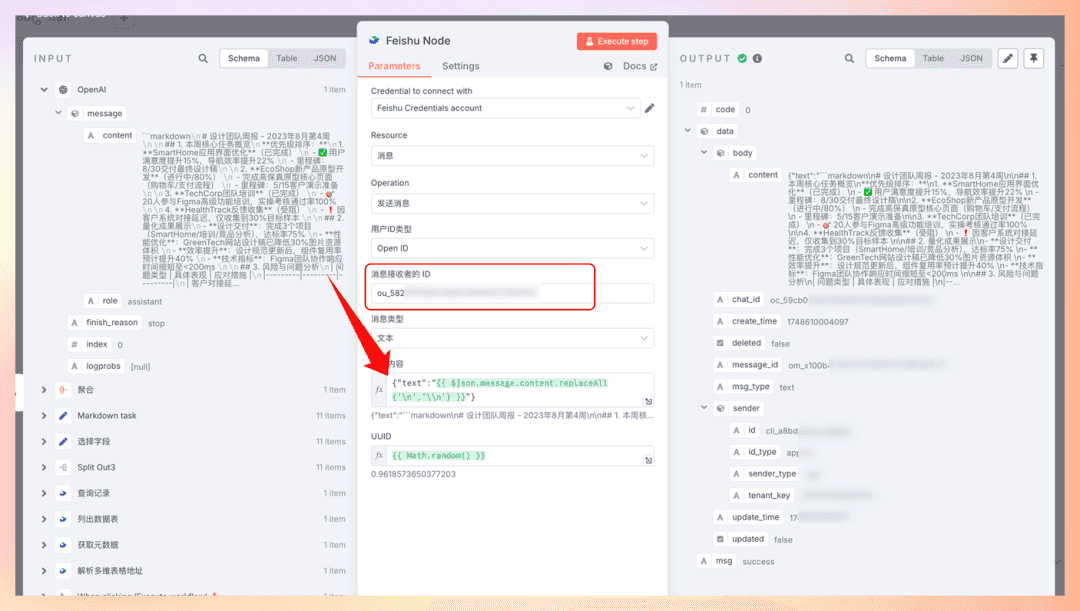 Feishu Node
Execute step
INPUT
Schema
Table
JSON
Parameters
Settings
Docs
OUTPUT
Schema
Table
JSON
OpenAI
1 item
message
A content
```markdown\n# 设计团队周报 - 2023年8月第4周
\n\n## 1. 本周核心任务概览\n**优先级排序：**\n1.
**SmartHome应用界面优化**（已完成） \n - ✅ 用户
满意度提升15%，导航效率提升22% \n - 里程碑：
8/30交付最终设计稿\n\n2. **EcoShop新产品原型开
发**（进行中/80%） \n - 完成高保真原型核心页面
（购物车/支付流程） \n - 里程碑：5/15客户演示准备
\n\n3. **TechCorp团队培训**（已完成） \n - 🎯
20人参与Figma高级功能培训，实操考核通过率100%
\n\n4. **HealthTrack反馈收集**（受阻） \n - ❗ 因
客户系统对接延迟，仅收集到30%目标样本 \n\n## 2.
量化成果展示\n- **设计交付**：完成3个项目
（SmartHome/培训/竞品分析），达标率75% \n- **性
能优化**：GreenTech网站设计稿已降低30%图片资源
体积 \n- **效率提升**：设计规范更新后，组件复用率
预计提升40% \n- **技术指标**：Figma团队协作响应
时间缩短至<200ms \n\n## 3. 风险与问题分析\n| 问
题类型 | 具体表现 | 应对措施 |\n|----------|----------|-
---------|\n| 客户对接延...
A role
assistant
A finish_reason
stop
# index
0
A logprobs
[null]
聚合
1 item
Markdown task
11 items
选择字段
11 items
Split Out3
11 items
查询记录
1 item
列出数据表
1 item
获取元数据
1 item
解析多维表格地址
1 item
When clicking 'Execute workflow'
1 item
Credential to connect with
Feishu Credentials account
Resource
消息
Operation
发送消息
用户ID类型
Open ID
消息接收者的 ID
ou_582
消息类型
文本
内容
fx
{"text":"{{ $json.message.content.replaceAll
('\n','\\n') }}"}
{"text":"```markdown\n# 设计团队周报 - 2023年8月第4周\n\n## 1. 本周核...
UUID
fx
{{ Math.random() }}
0.9618573650377203
1 item
# code
0
data
body
A content
{"text":"```markdown\n# 设计团队周报 - 2023年8月第4周\n\n## 1.
本周核心任务概览\n**优先级排序：**\n1. **SmartHome应用界面优
化**（已完成） \n - ✅ 用户满意度提升15%，导航效率提升22% \n
- 里程碑：8/30交付最终设计稿\n\n2. **EcoShop新产品原型开发**
（进行中/80%） \n - 完成高保真原型核心页面（购物车/支付流程）
\n - 里程碑：5/15客户演示准备\n\n3. **TechCorp团队培训**（已完
成） \n - 🎯 20人参与Figma高级功能培训，实操考核通过率100%
\n\n4. **HealthTrack反馈收集**（受阻） \n - ❗ 因客户系统对接延
迟，仅收集到30%目标样本 \n\n## 2. 量化成果展示\n- **设计交付
**：完成3个项目（SmartHome/培训/竞品分析），达标率75% \n-
**性能优化**：GreenTech网站设计稿已降低30%图片资源体积 \n- **
效率提升**：设计规范更新后，组件复用率预计提升40% \n- **技术指
标**：Figma团队协作响应时间缩短至<200ms \n\n## 3. 风险与问题
分析\n| 问题类型 | 具体表现 | 应对措施 |\n|--...
A chat_id
oc_59cb0
A create_time
1748610004097
deleted
false
A message_id
om_x100b4
A msg_type
text
sender
A id
cli_a8bd
A id_type
A sender_type
A tenant_key
A update_time
updated
false
A msg
success